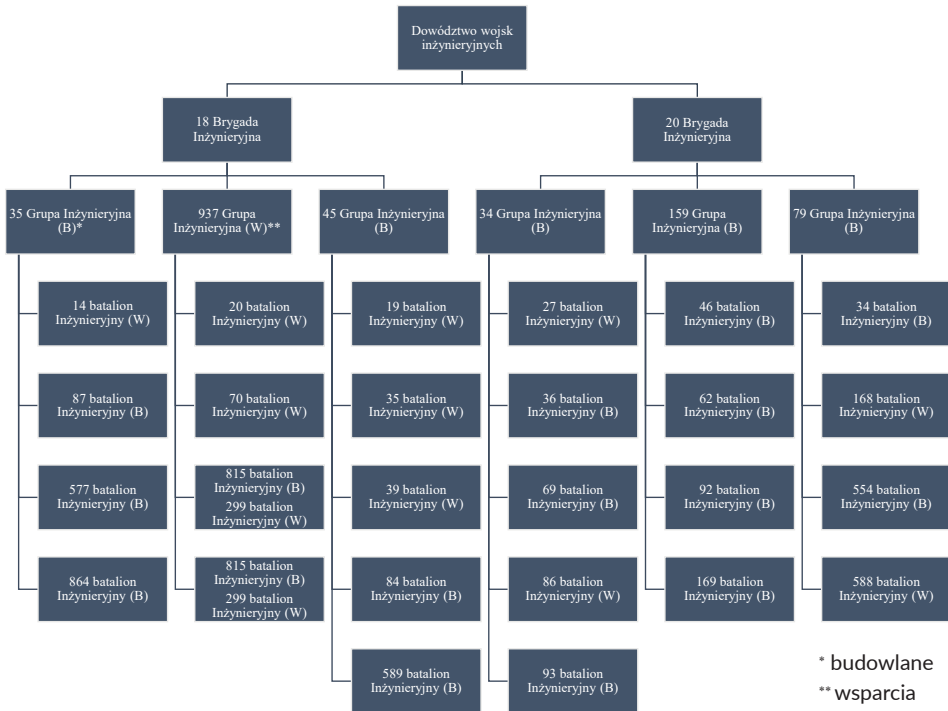 Dowództwo wojsk
inżynieryjnych
18 Brygada
Inżynieryjna
20 Brygada
Inżynieryjna
35 Grupa Inżynieryjna
(B)*
937 Grupa
Inżynieryjna (W)**
45 Grupa Inżynieryjna
(B)
34 Grupa Inżynieryjna
(B)
159 Grupa
Inżynieryjna (B)
79 Grupa Inżynieryjna
(B)
14 batalion
Inżynieryjny (W)
20 batalion
Inżynieryjny (W)
19 batalion
Inżynieryjny (W)
27 batalion
Inżynieryjny (W)
46 batalion
Inżynieryjny (B)
34 batalion
Inżynieryjny (B)
87 batalion
Inżynieryjny (B)
70 batalion
Inżynieryjny (W)
35 batalion
Inżynieryjny (W)
36 batalion
Inżynieryjny (B)
62 batalion
Inżynieryjny (B)
168 batalion
Inżynieryjny (W)
577 batalion
Inżynieryjny (B)
815 batalion
Inżynieryjny (B)
299 batalion
Inżynieryjny (W)
39 batalion
Inżynieryjny (W)
69 batalion
Inżynieryjny (B)
92 batalion
Inżynieryjny (B)
554 batalion
Inżynieryjny (B)
864 batalion
Inżynieryjny (B)
815 batalion
Inżynieryjny (B)
299 batalion
Inżynieryjny (W)
84 batalion
Inżynieryjny (B)
86 batalion
Inżynieryjny (W)
169 batalion
Inżynieryjny (B)
588 batalion
Inżynieryjny (W)
589 batalion
Inżynieryjny (B)
93 batalion
Inżynieryjny (B)
* budowlane
** wsparcia